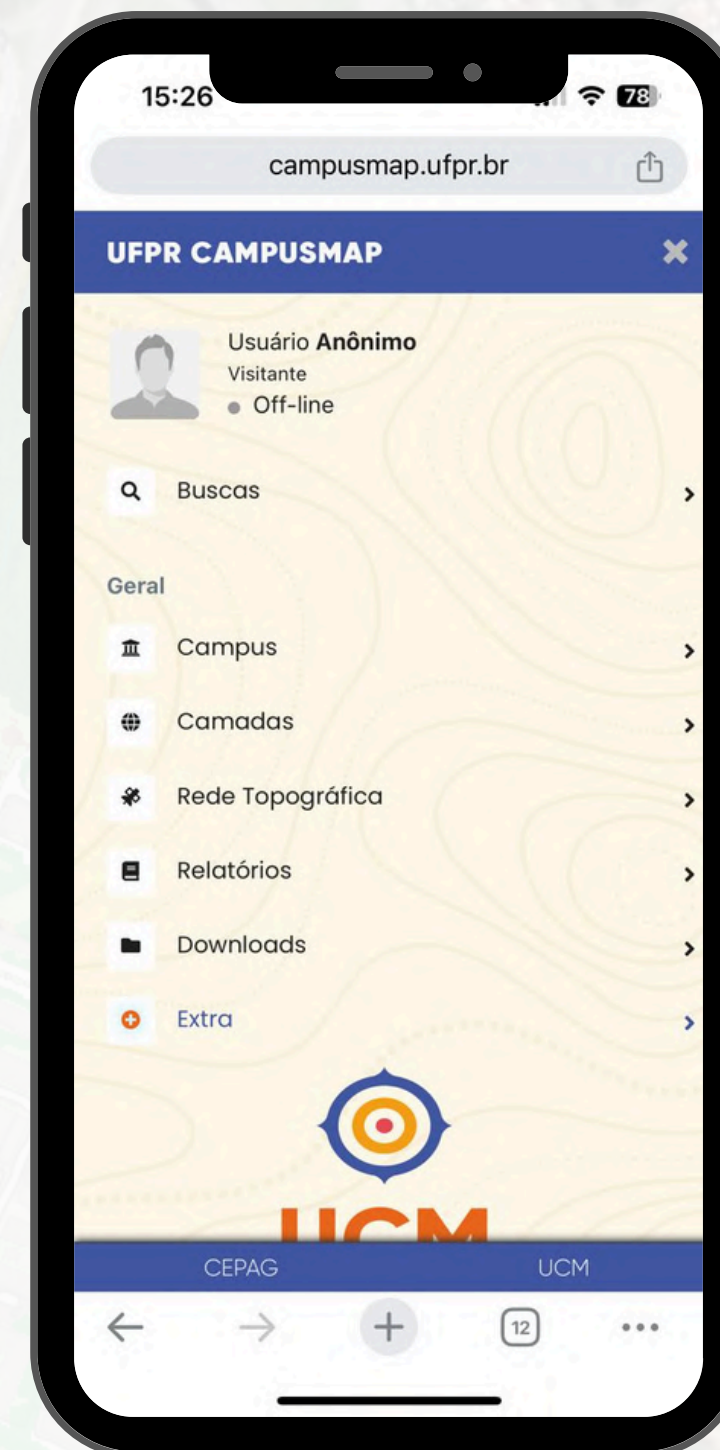 15:26
78
campusmap.ufpr.br
UFPR CAMPUSMAP
Usuário Anônimo
Visitante
Off-line
Buscas
Geral
Campus
Camadas
Rede Topográfica
Relatórios
Downloads
Extra
UCM
CEPAG UCM
12